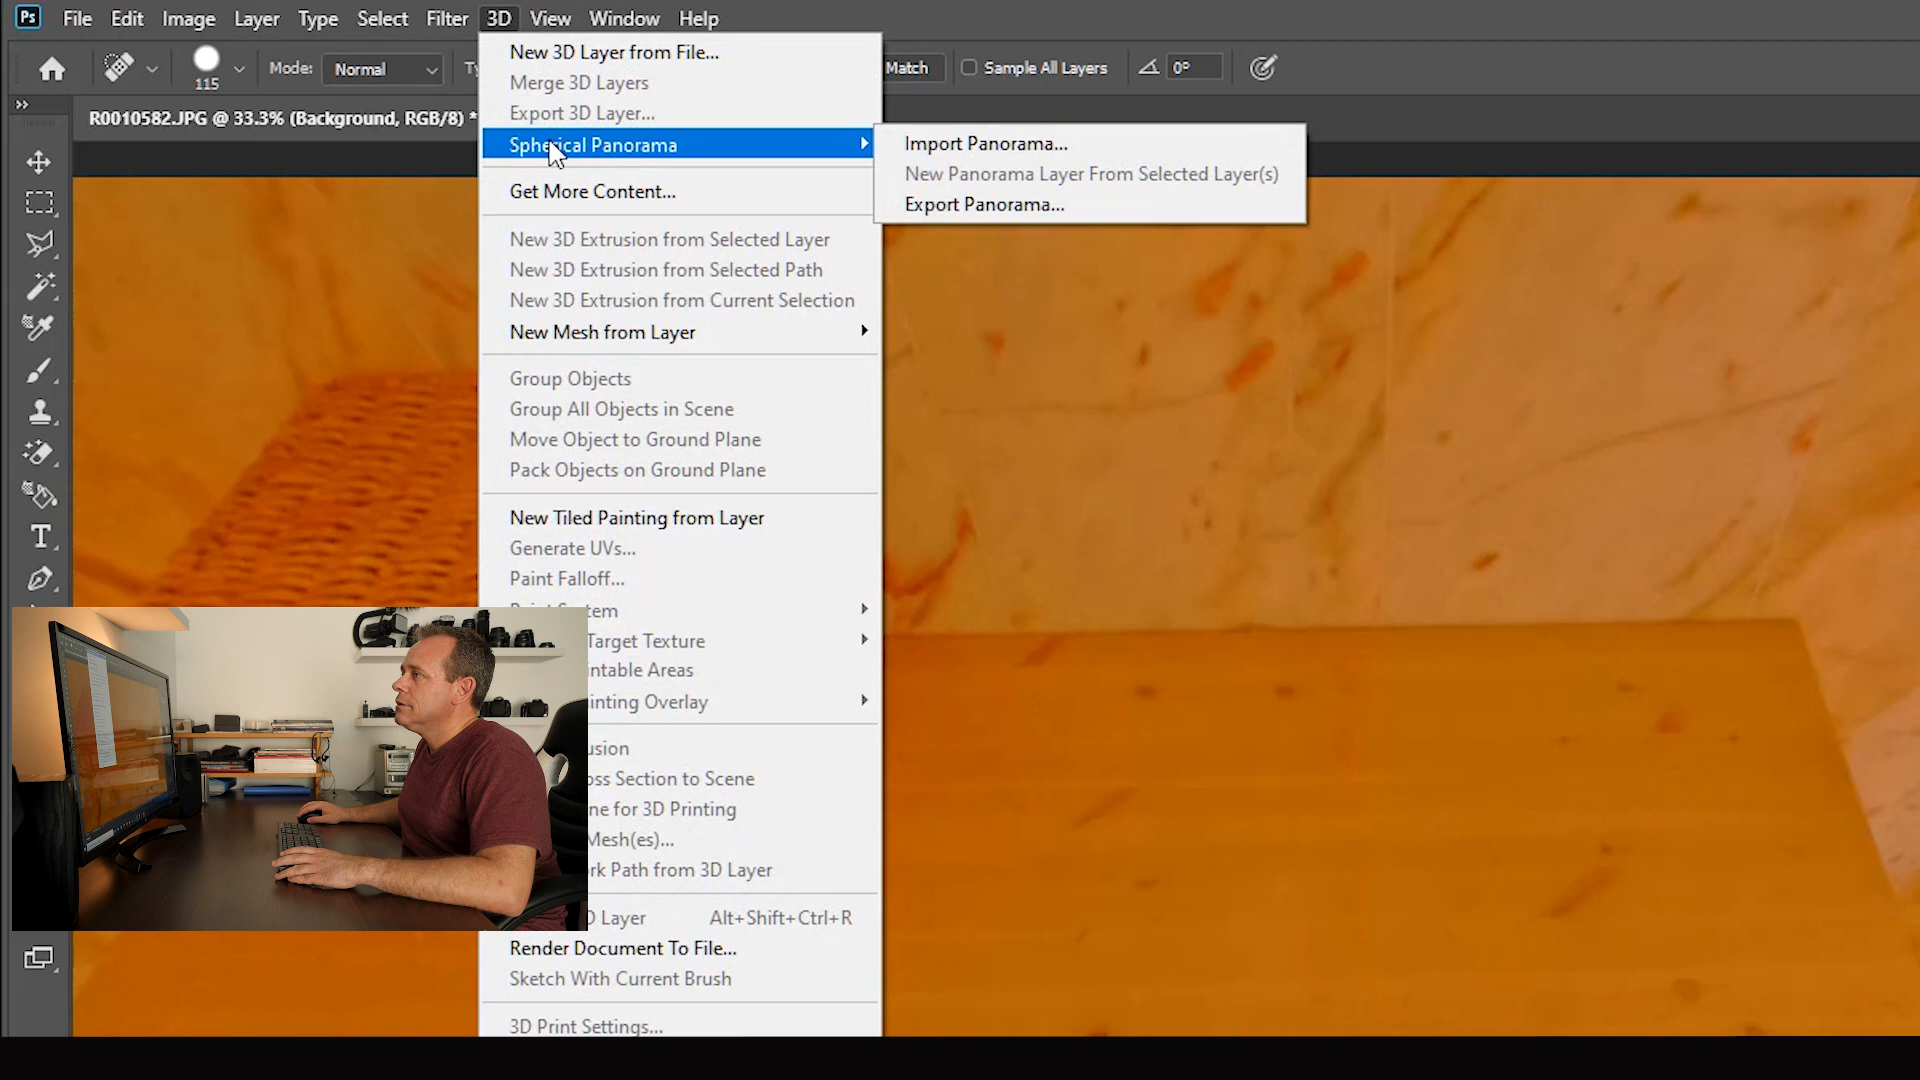 Ps File Edit Image Layer Type Select Filter 3D View Window Help
115 Mode: Normal Match Sample All Layers 0°
R0010582.JPG @ 33.3% (Background, RGB/8) *
New 3D Layer from File...
Merge 3D Layers
Export 3D Layer...
Spherical Panorama
Import Panorama...
New Panorama Layer From Selected Layer(s)
Export Panorama...
Get More Content...
New 3D Extrusion from Selected Layer
New 3D Extrusion from Selected Path
New 3D Extrusion from Current Selection
New Mesh from Layer
Group Objects
Group All Objects in Scene
Move Object to Ground Plane
Pack Objects on Ground Plane
New Tiled Painting from Layer
Generate UVs...
Paint Falloff...
Target Texture
Areas
Overlay
Section to Scene
for 3D Printing
Mesh(es)...
Path from 3D Layer
Layer Alt+Shift+Ctrl+R
Render Document To File...
Sketch With Current Brush
3D Print Settings...